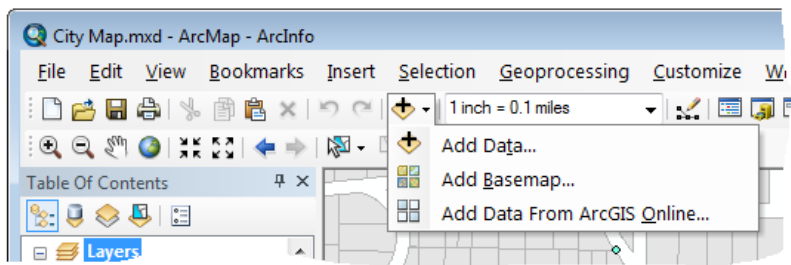 City Map.mxd - ArcMap - ArcInfo
File Edit View Bookmarks Insert Selection Geoprocessing Customize
1 inch = 0.1 miles
Add Data...
Table Of Contents
Add Basemap...
Add Data From ArcGIS Online...
Layers